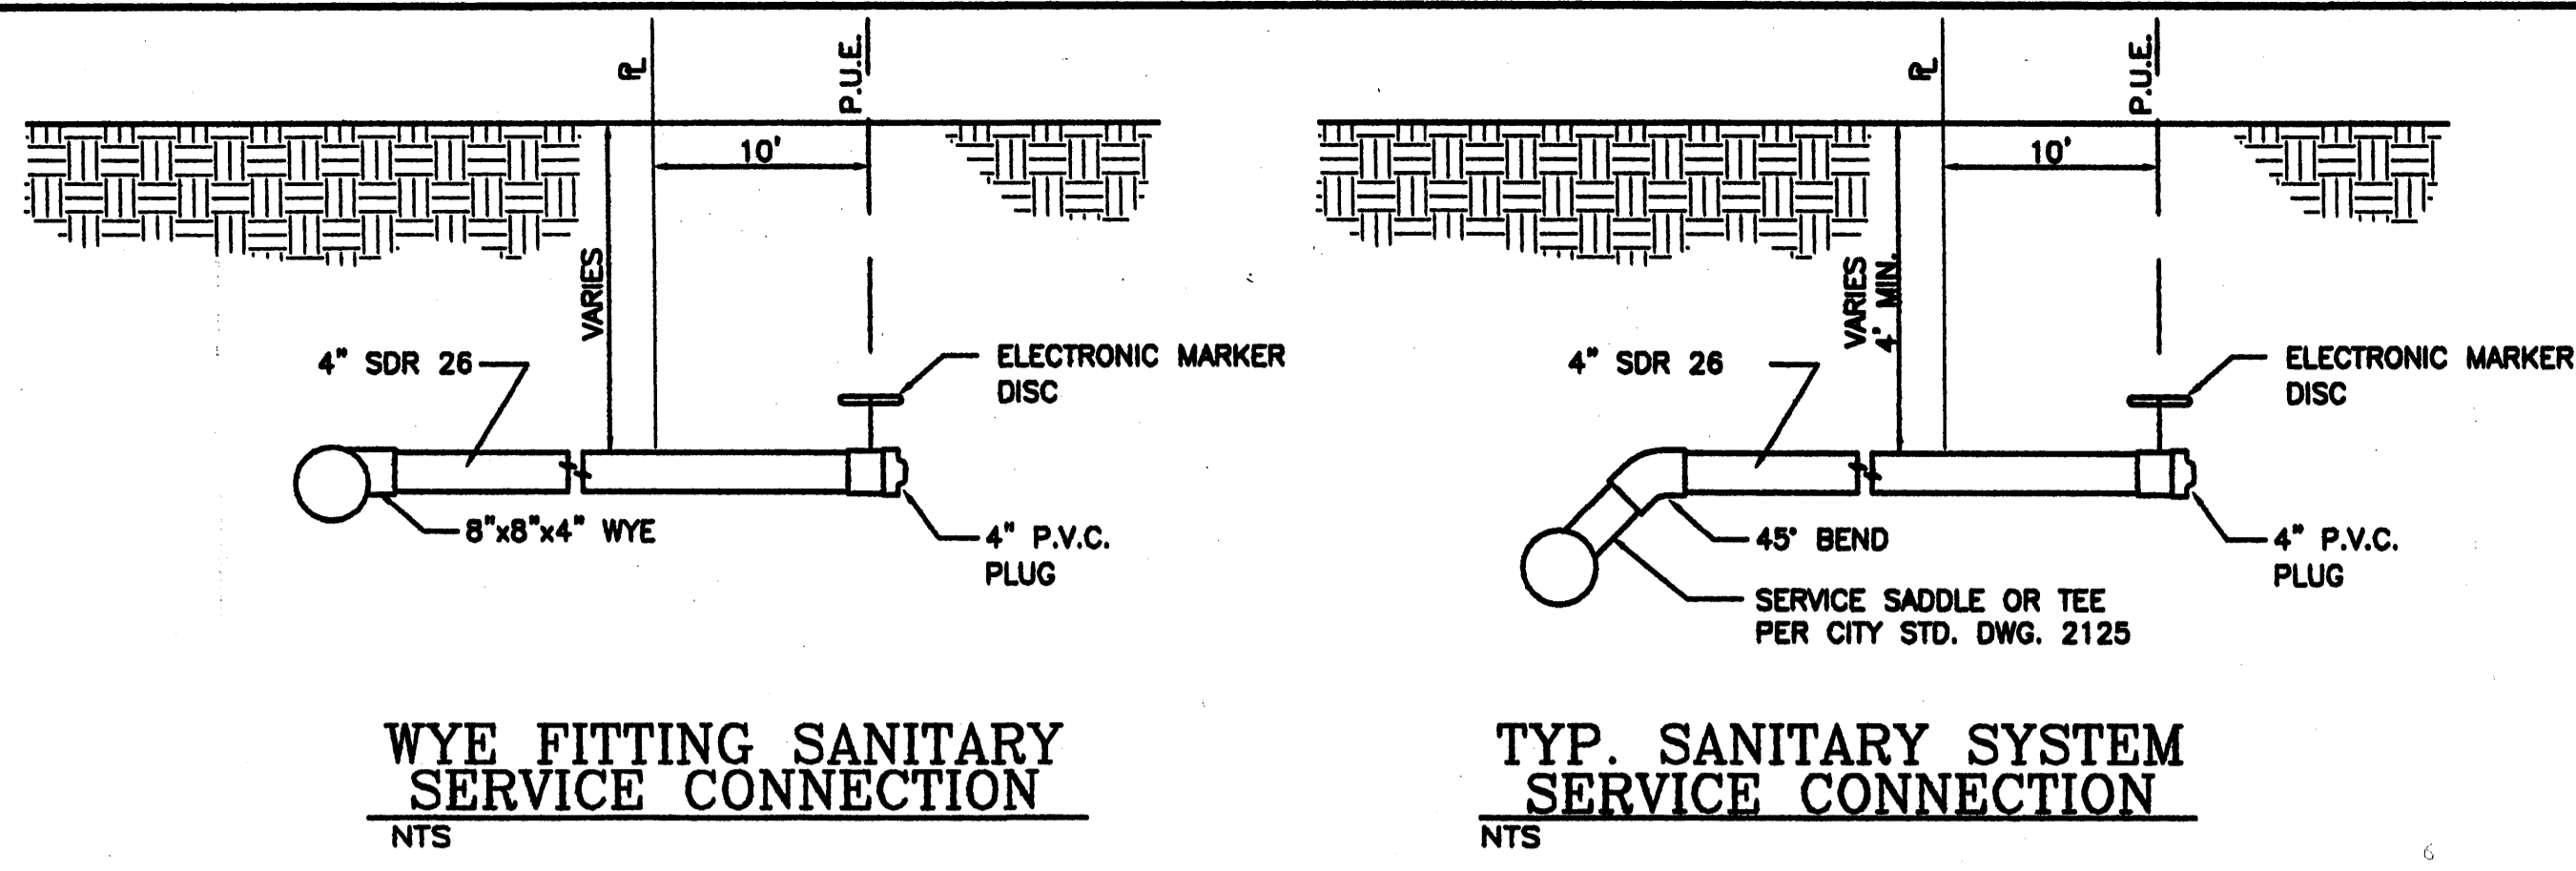 ℄
P.U.E.
10'
VARIES
4" SDR 26
ELECTRONIC MARKER
DISC
8"x8"x4" WYE
4" P.V.C.
PLUG
WYE FITTING SANITARY
SERVICE CONNECTION
NTS
P.U.E.
10'
VARIES
4' MIN.
4" SDR 26
ELECTRONIC MARKER
DISC
45° BEND
4" P.V.C.
PLUG
SERVICE SADDLE OR TEE
PER CITY STD. DWG. 2125
TYP. SANITARY SYSTEM
SERVICE CONNECTION
NTS
6